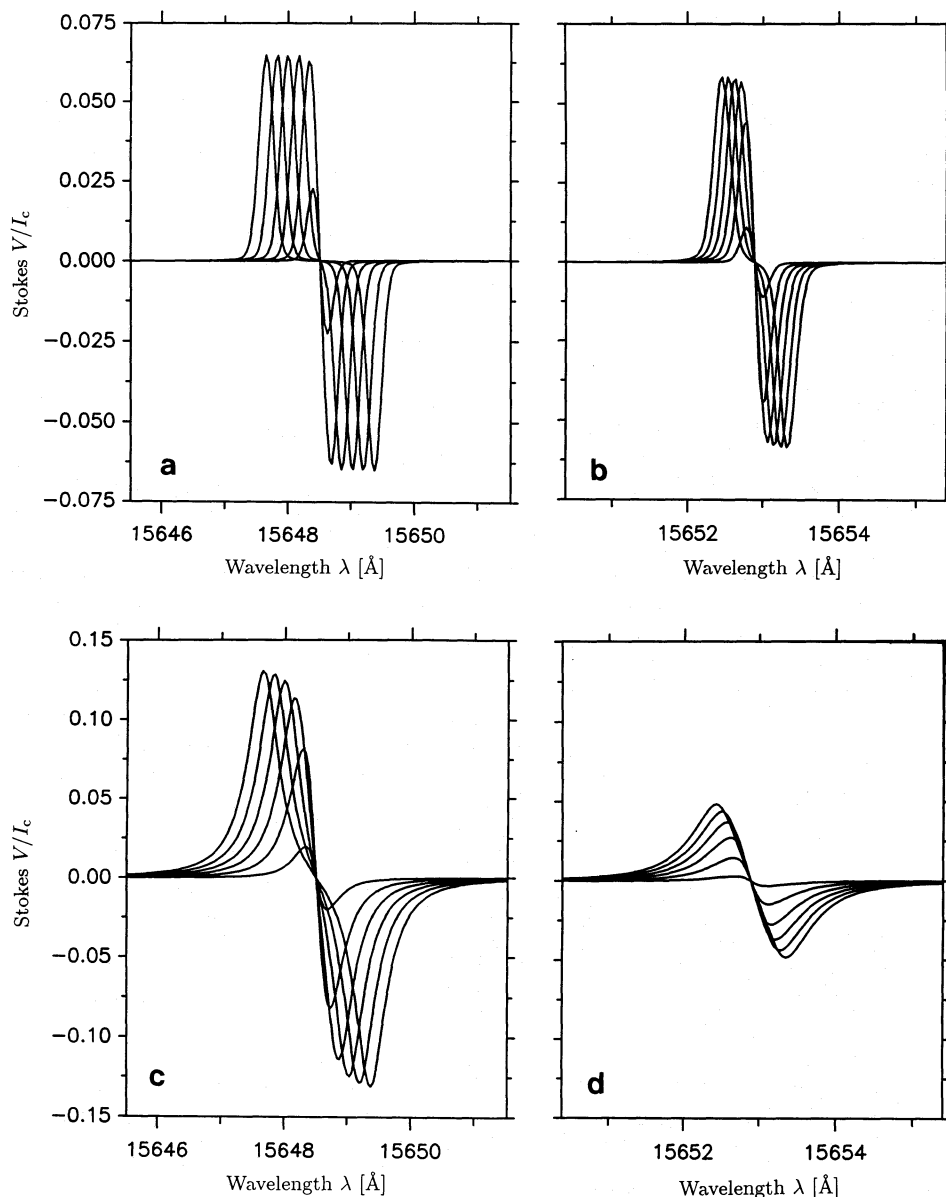 0.075
0.050
0.025
0.000
−0.025
−0.050
−0.075
Stokes V/I_c
a
15646 15648 15650
Wavelength λ [Å]
b
15652 15654
Wavelength λ [Å]
0.15
0.10
0.05
0.00
−0.05
−0.10
−0.15
Stokes V/I_c
c
15646 15648 15650
Wavelength λ [Å]
d
15652 15654
Wavelength λ [Å]